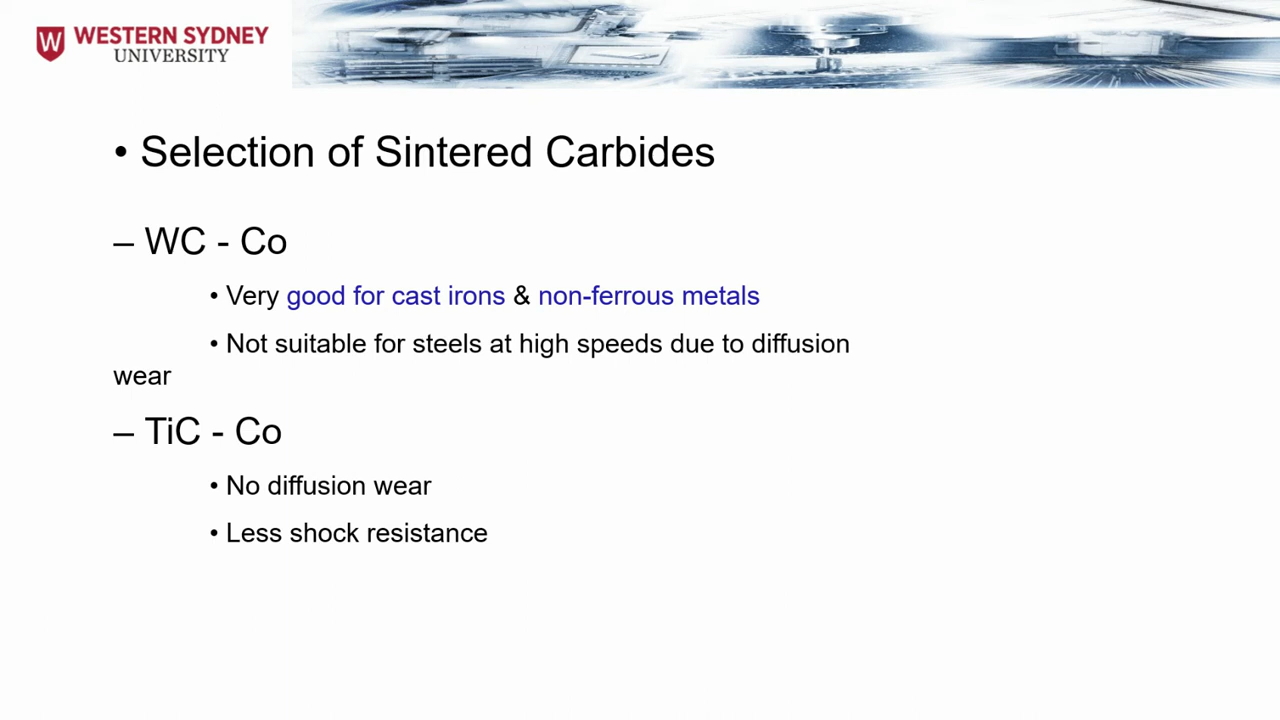 WESTERN SYDNEY
UNIVERSITY
• Selection of Sintered Carbides
– WC - Co
• Very good for cast irons & non-ferrous metals
• Not suitable for steels at high speeds due to diffusion
wear
– TiC - Co
• No diffusion wear
• Less shock resistance